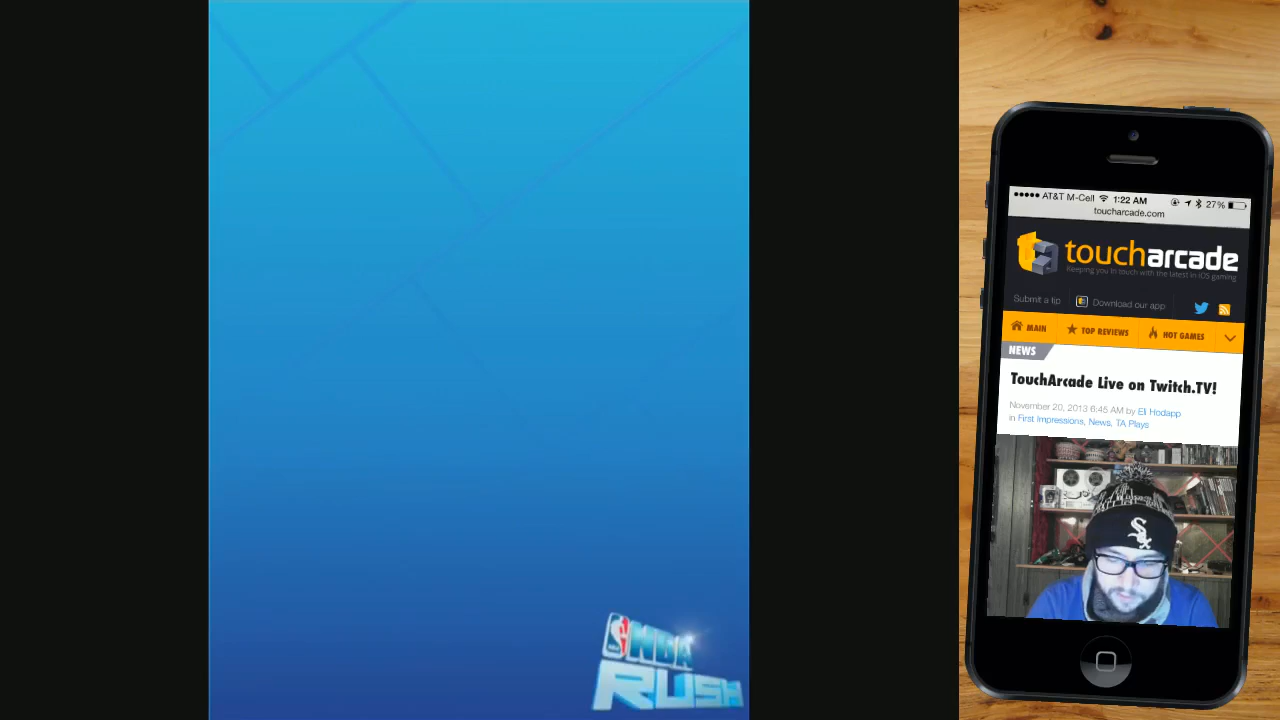 NBA
RUSH
AT&T M-Cell 1:22 AM 27%
toucharcade.com
toucharcade
Keeping you in touch with the latest in iOS gaming
Submit a tip Download our app
MAIN TOP REVIEWS HOT GAMES
NEWS
TouchArcade Live on Twitch.TV!
November 20, 2013 6:45 AM by Eli Hodapp
in First Impressions, News, TA Plays
Sox